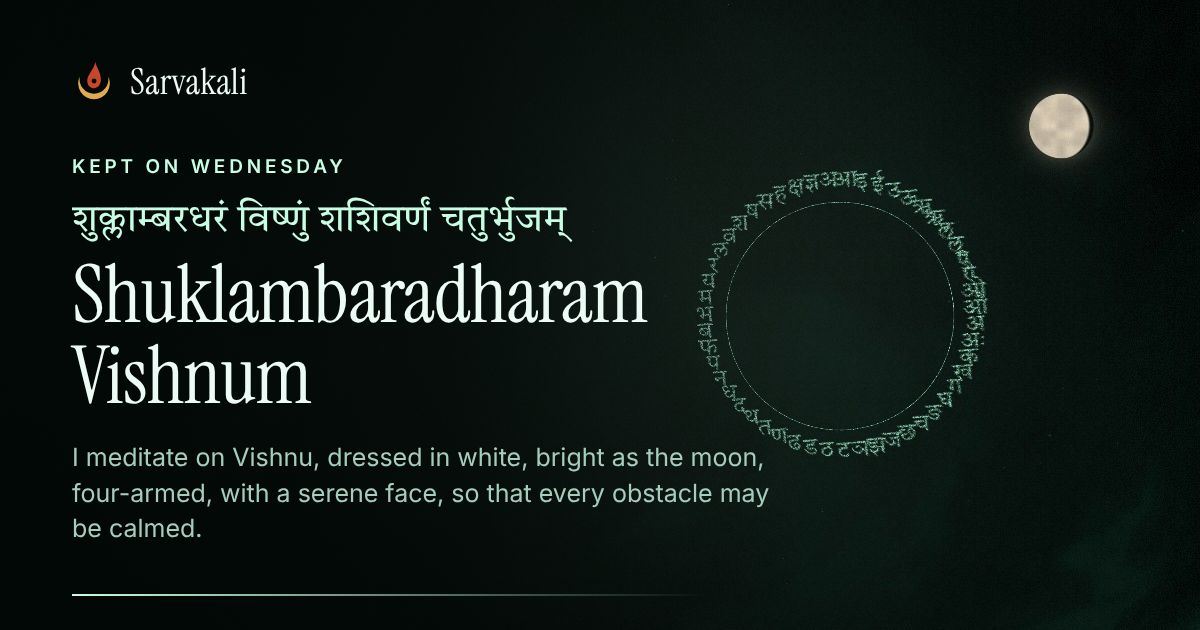 Sarvakali
KEPT ON WEDNESDAY
शुक्लाम्बरधरं विष्णुं शशिवर्णं चतुर्भुजम्
Shuklambaradharam
Vishnum
I meditate on Vishnu, dressed in white, bright as the moon,
four-armed, with a serene face, so that every obstacle may
be calmed.